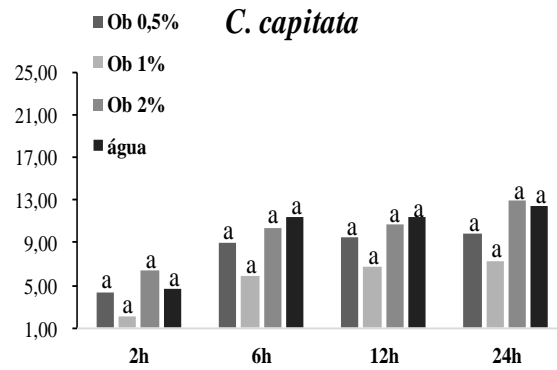 C. capitata
Ob 0,5%
Ob 1%
Ob 2%
água
25,00
21,00
17,00
13,00
9,00
5,00
1,00
a a a a
a a a a
a a a a
a a a a
2h 6h 12h 24h